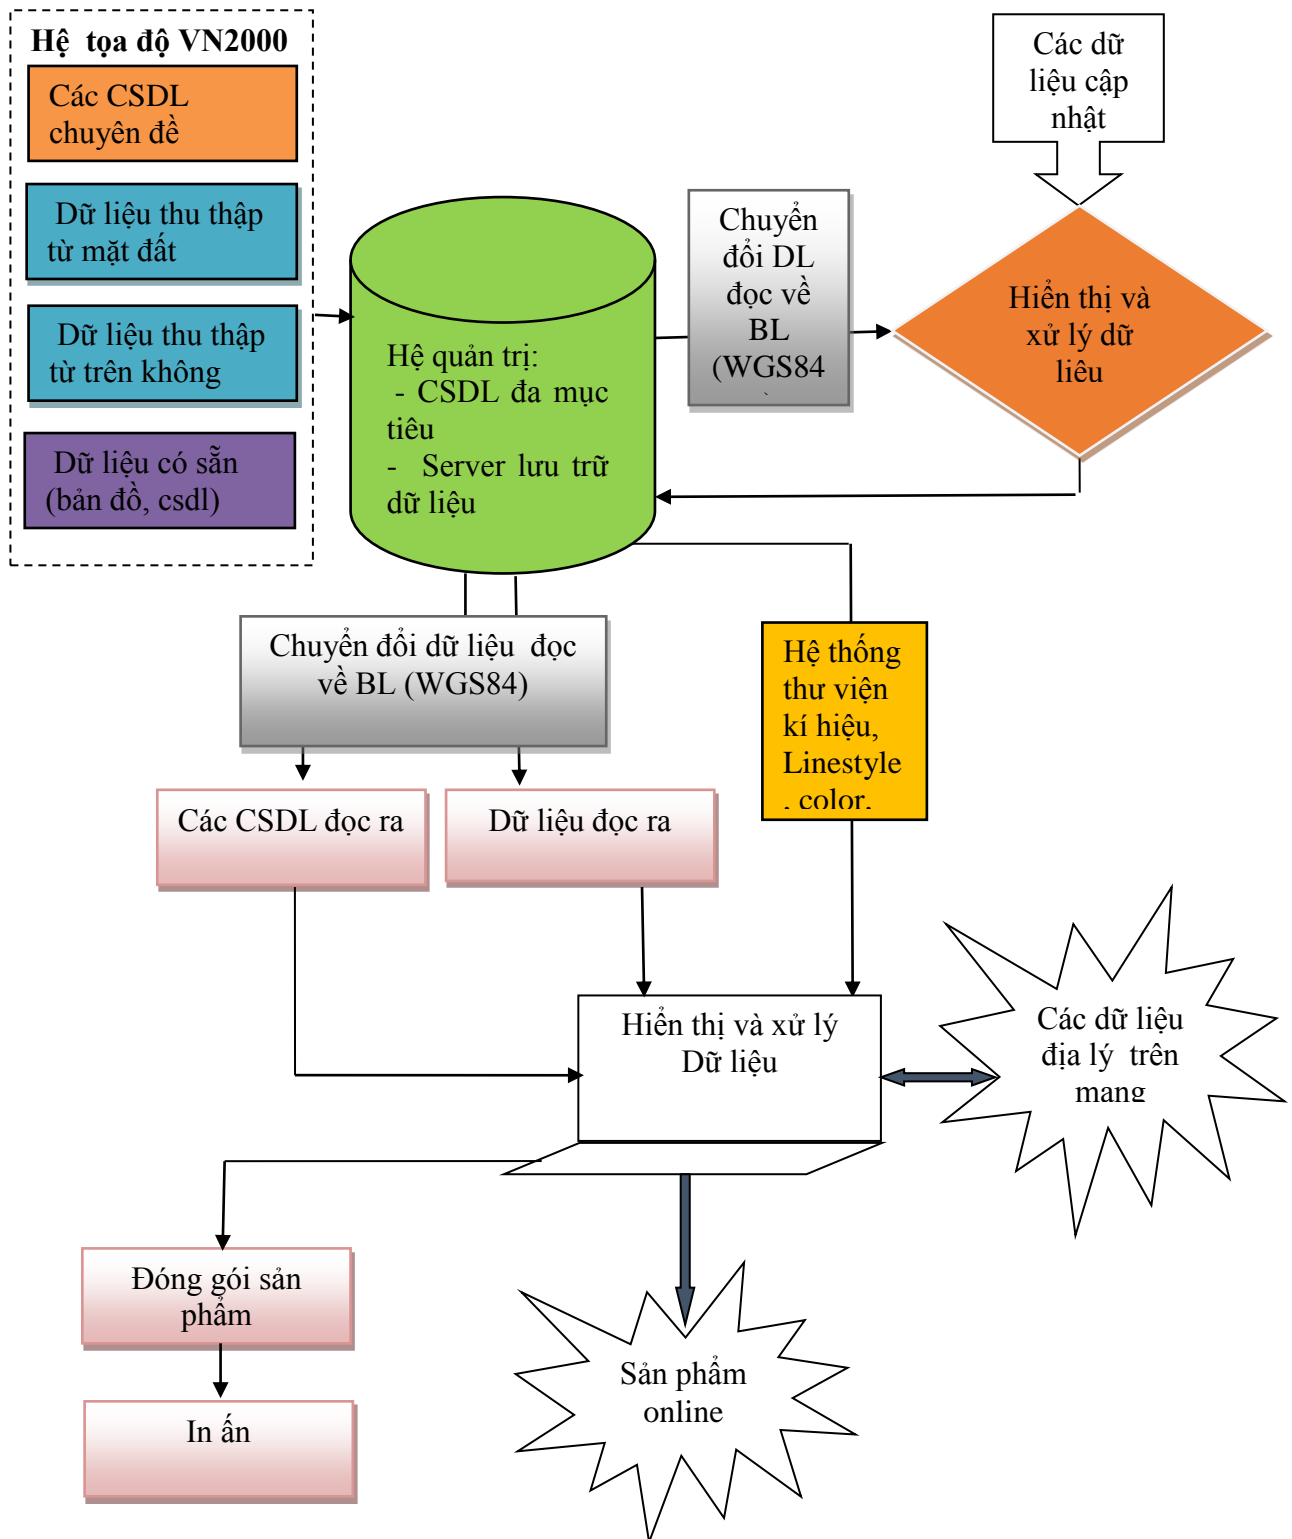 Hệ tọa độ VN2000
Các CSDL
chuyên đề
Dữ liệu thu thập
từ mặt đất
Dữ liệu thu thập
từ trên không
Dữ liệu có sẵn
(bản đồ, csdl)
Hệ quản trị:
- CSDL đa mục
tiêu
- Server lưu trữ
dữ liệu
Chuyển
đổi DL
đọc về
BL
(WGS84
Các dữ
liệu cập
nhật
Hiển thị và
xử lý dữ
liêu
Chuyển đổi dữ liệu đọc
về BL (WGS84)
Hệ thống
thư viện
kí hiệu,
Linestyle
, color,
Các CSDL đọc ra
Dữ liệu đọc ra
Hiển thị và xử lý
Dữ liệu
Các dữ liệu
địa lý trên
mang
Đóng gói sản
phẩm
In ấn
Sản phẩm
online